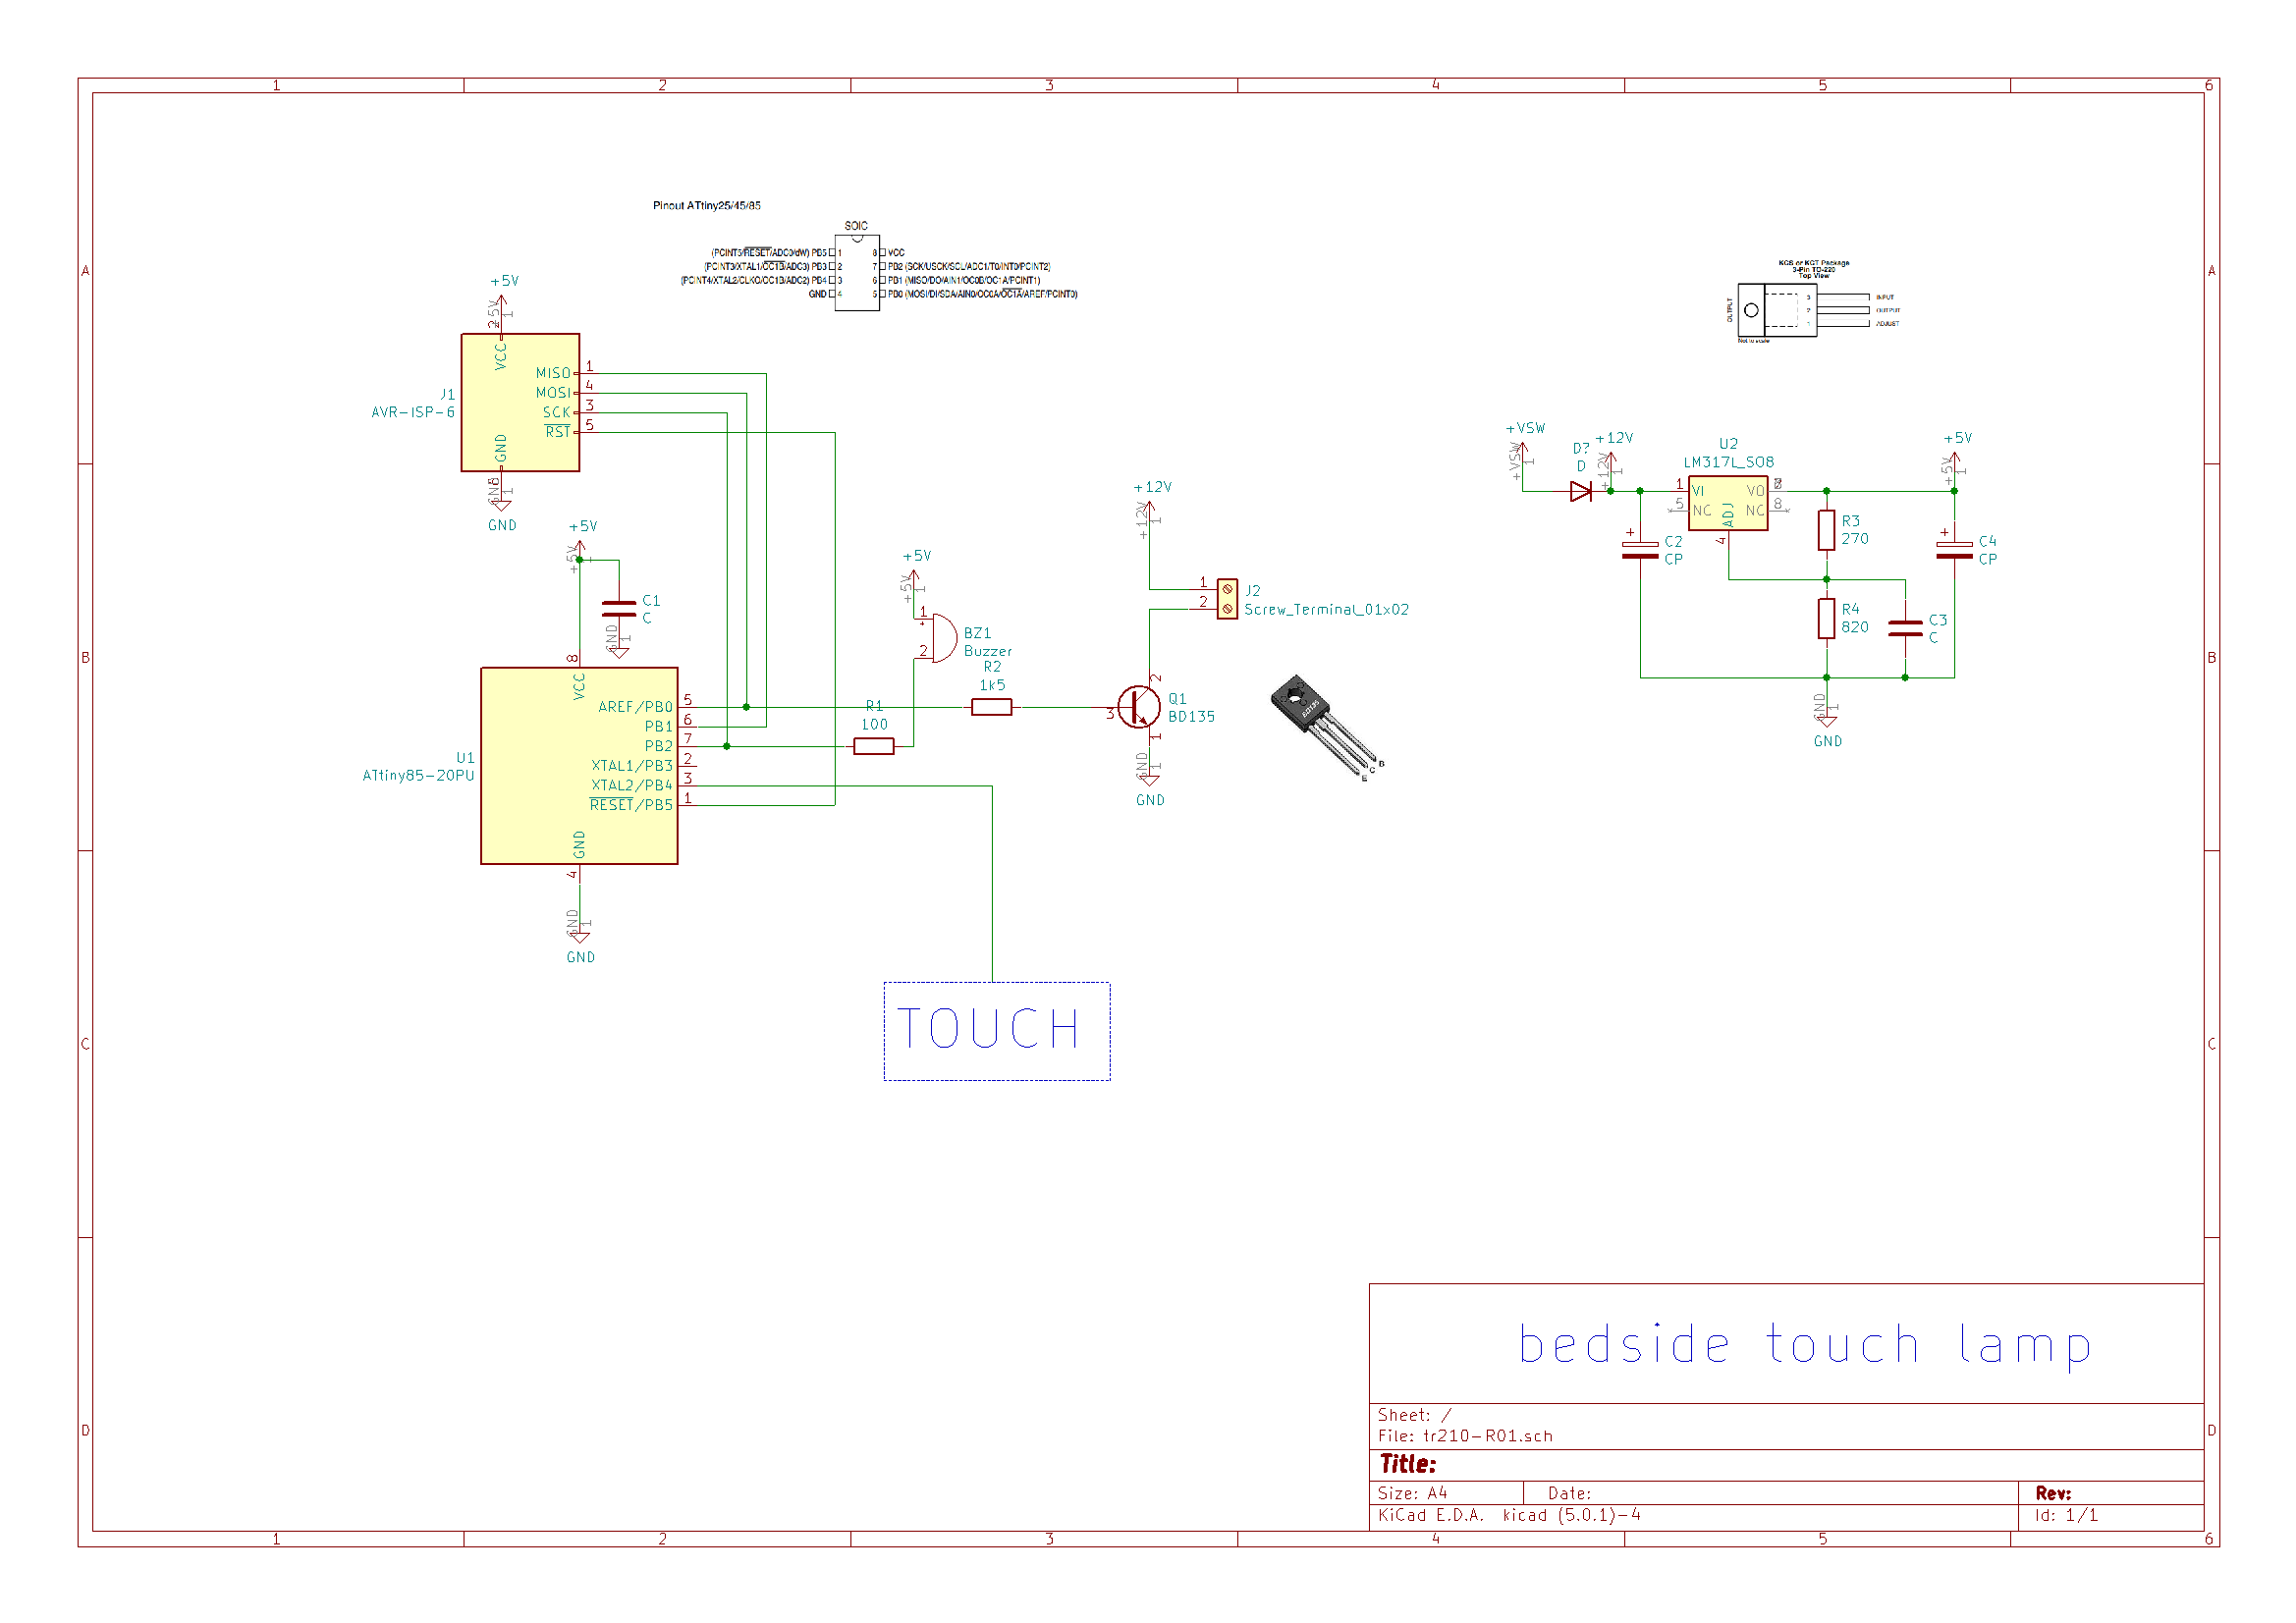 1 2 3 4 5 6
A
B
C
D
A
B
C
D
1 2 3 4 5 6
Pinout ATtiny25/45/85
SOIC
(PCINT5/RESET/ADC0/dW) PB5 1 8 VCC
(PCINT3/XTAL1/OC1B/ADC3) PB3 2 7 PB2 (SCK/USCK/SCL/ADC1/T0/INT0/PCINT2)
(PCINT4/XTAL2/CLKO/OC1B/ADC2) PB4 3 6 PB1 (MISO/DO/AIN1/OC0B/OC1A/PCINT1)
GND 4 5 PB0 (MOSI/DI/SDA/AIN0/OC0A/OC1A/AREF/PCINT0)
KCS or KCT Package
3-Pin TO-220
Top View
OUTPUT
3 INPUT
2 OUTPUT
1 ADJUST
Not to scale
+5V
+5V
1
2
VCC
MISO 1
MOSI 4
SCK 3
RST 5
GND
GND
1
GND
J1
AVR-ISP-6
+5V
+5V
1
C1
C
GND
1
8
VCC
AREF/PB0 5
PB1 6
PB2 7
XTAL1/PB3 2
XTAL2/PB4 3
RESET/PB5 1
GND
4
GND
1
GND
U1
ATtiny85-20PU
+5V
+5V
1
1
+
2
BZ1
Buzzer
R2
1k5
R1
100
+12V
+12V
1
1
2
J2
Screw_Terminal_01x02
2
3
1
Q1
BD135
GND
1
GND
BD135
E
C
B
TOUCH
+VSW
+VSW
1
D?
D
+12V
+12V
1
U2
LM317L_SO8
1 VI VO
5 NC NC 8
ADJ
4
+
C2
CP
R3
270
R4
820
C3
C
+5V
+5V
1
+
C4
CP
GND
1
GND
bedside touch lamp
Sheet: /
File: tr210-R01.sch
Title:
Size: A4 Date: Rev:
KiCad E.D.A. kicad (5.0.1)-4 Id: 1/1